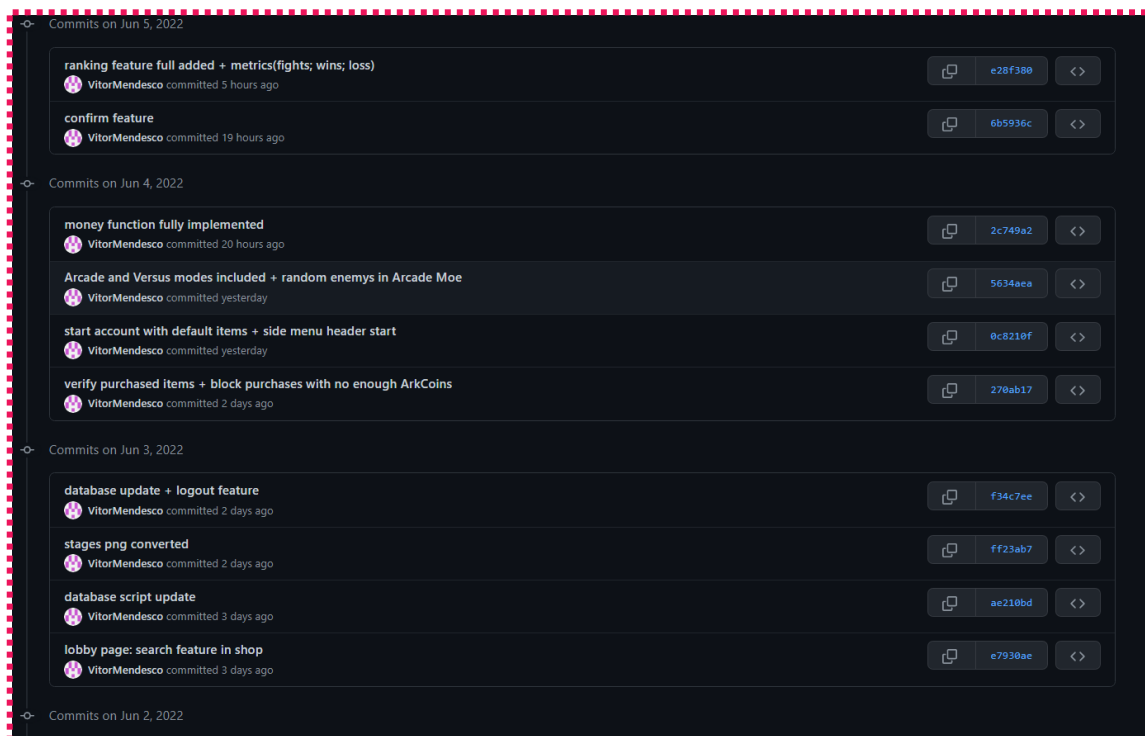 Commits on Jun 5, 2022
ranking feature full added + metrics(fights; wins; loss)
VitorMendesco committed 5 hours ago
e28f380
confirm feature
VitorMendesco committed 19 hours ago
6b5936c
Commits on Jun 4, 2022
money function fully implemented
VitorMendesco committed 20 hours ago
2c749a2
Arcade and Versus modes included + random enemys in Arcade Moe
VitorMendesco committed yesterday
5634aea
start account with default items + side menu header start
VitorMendesco committed yesterday
0c8210f
verify purchased items + block purchases with no enough ArkCoins
VitorMendesco committed 2 days ago
270ab17
Commits on Jun 3, 2022
database update + logout feature
VitorMendesco committed 2 days ago
f34c7ee
stages png converted
VitorMendesco committed 2 days ago
ff23ab7
database script update
VitorMendesco committed 3 days ago
ae210bd
lobby page: search feature in shop
VitorMendesco committed 3 days ago
e7930ae
Commits on Jun 2, 2022